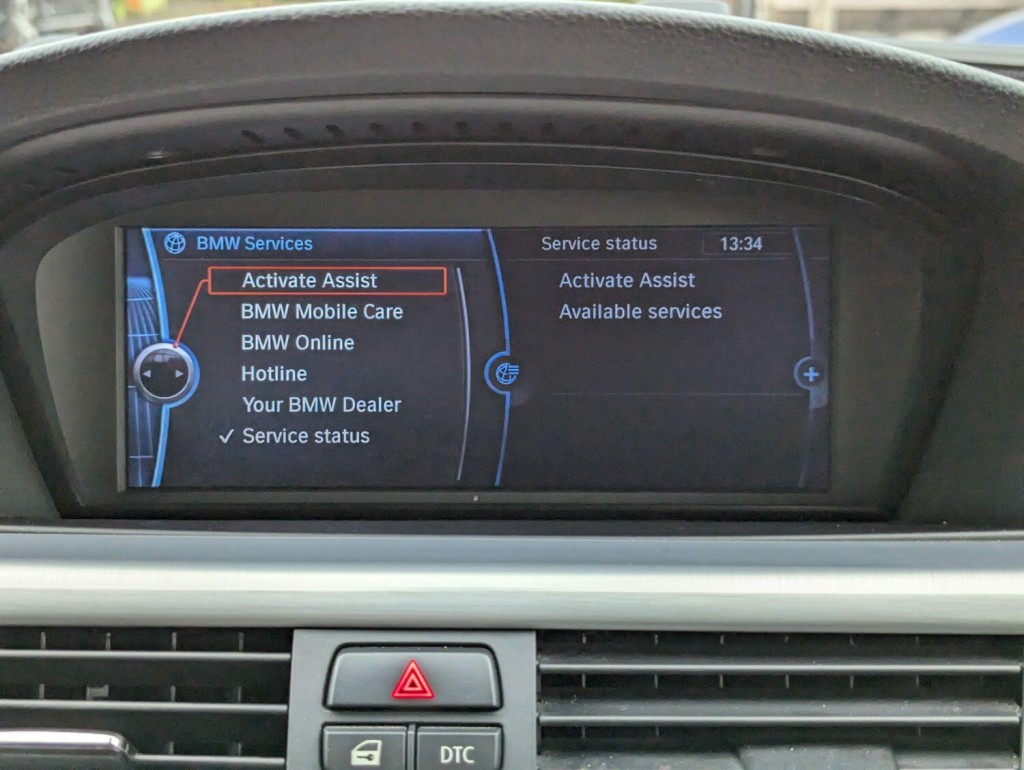 BMW Services
Activate Assist
BMW Mobile Care
BMW Online
Hotline
Your BMW Dealer
✓ Service status
Service status 13:34
Activate Assist
Available services
DTC